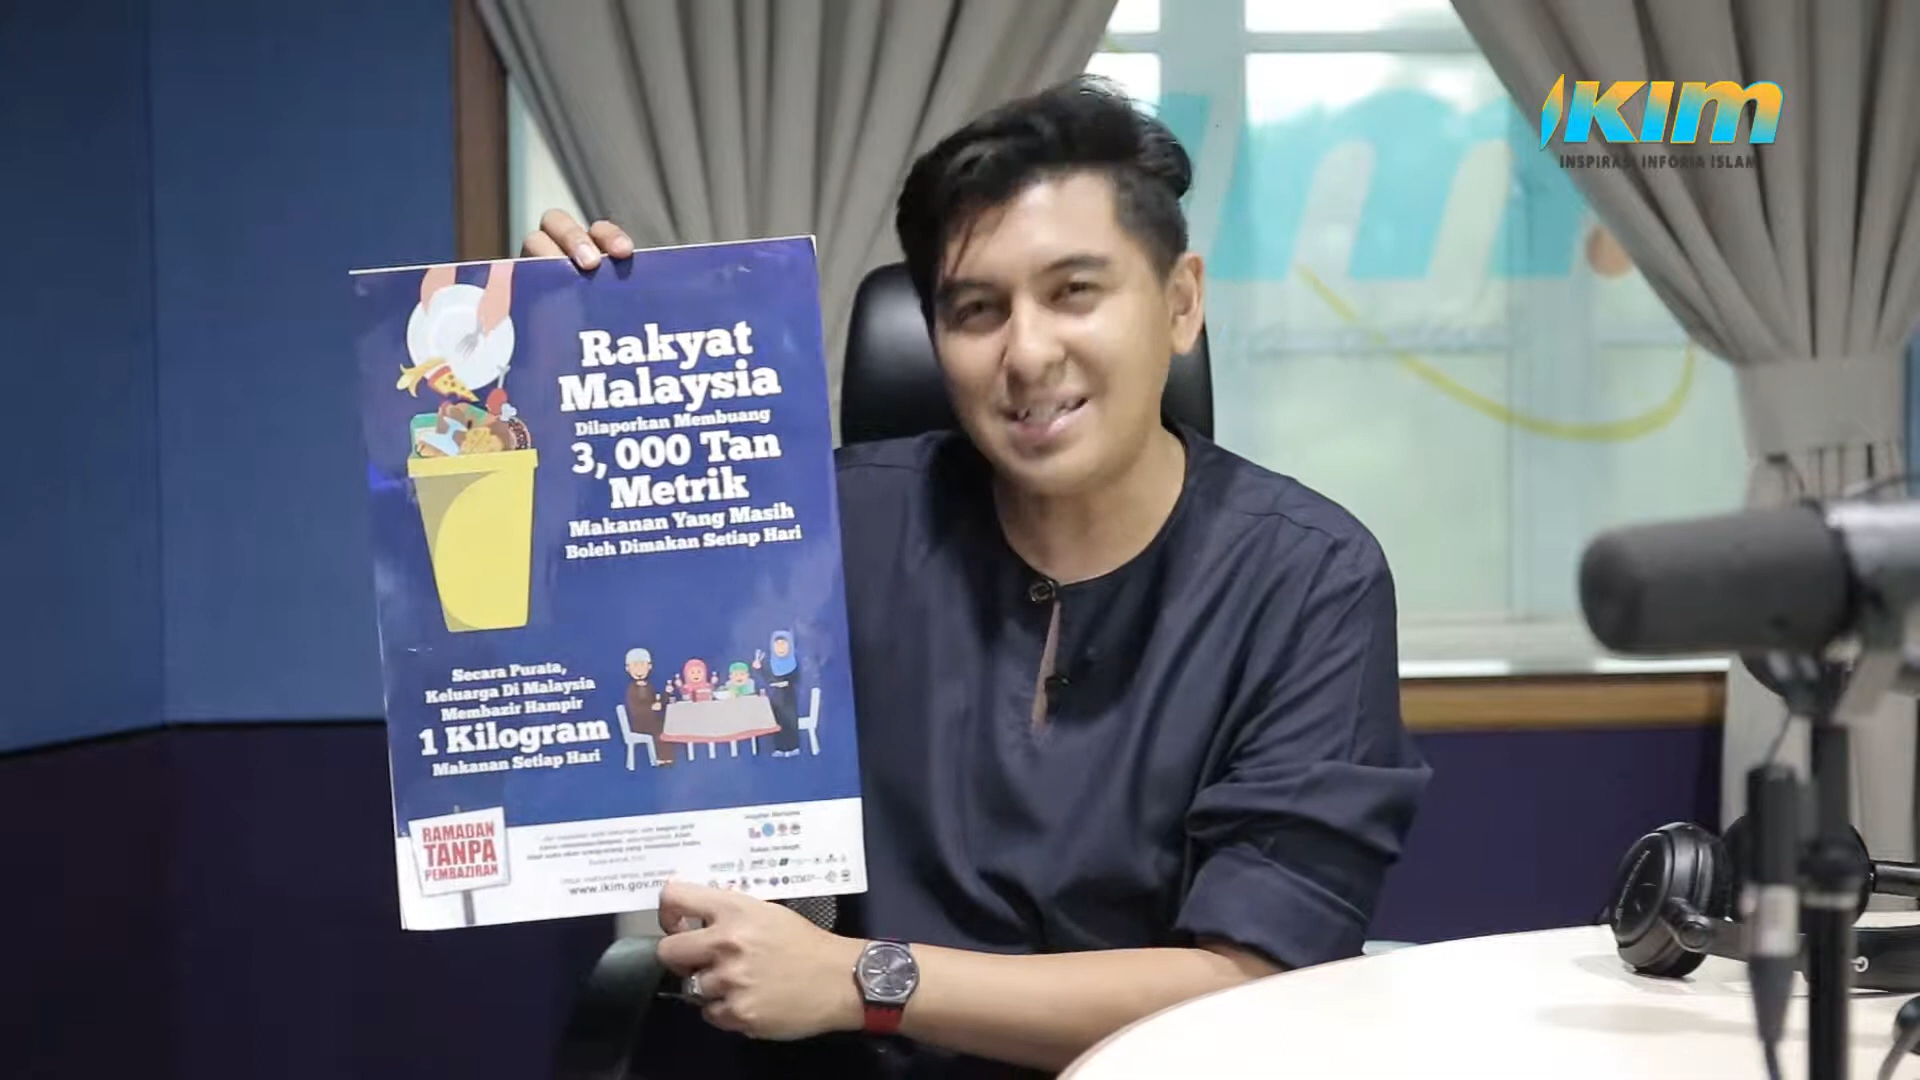 IKIM
INSPIRASI INFORIA ISLAM
Rakyat
Malaysia
Dilaporkan Membuang
3, 000 Tan
Metrik
Makanan Yang Masih
Boleh Dimakan Setiap Hari
Secara Purata,
Keluarga Di Malaysia
Membazir Hampir
1 Kilogram
Makanan Setiap Hari
RAMADAN
TANPA
PEMBAZIRAN
www.ikim.gov.my